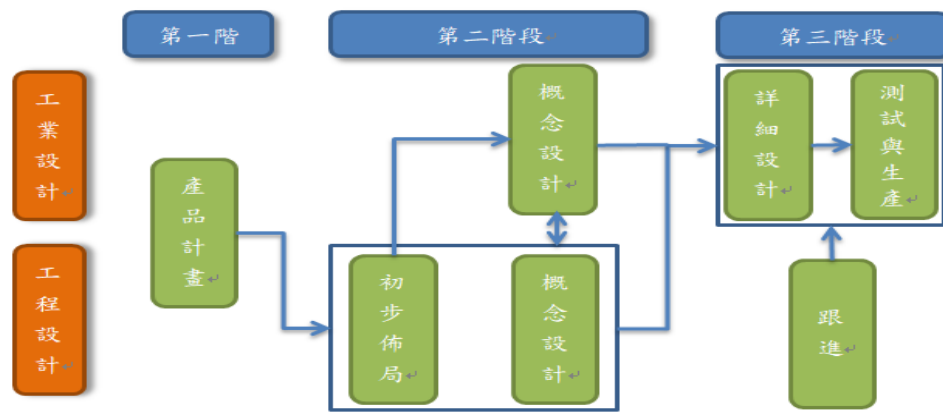 第一階
第二階段
第三階段
工業設計
工程設計
產品計畫
初步佈局
概念設計
概念設計
詳細設計
測試與生產
跟進